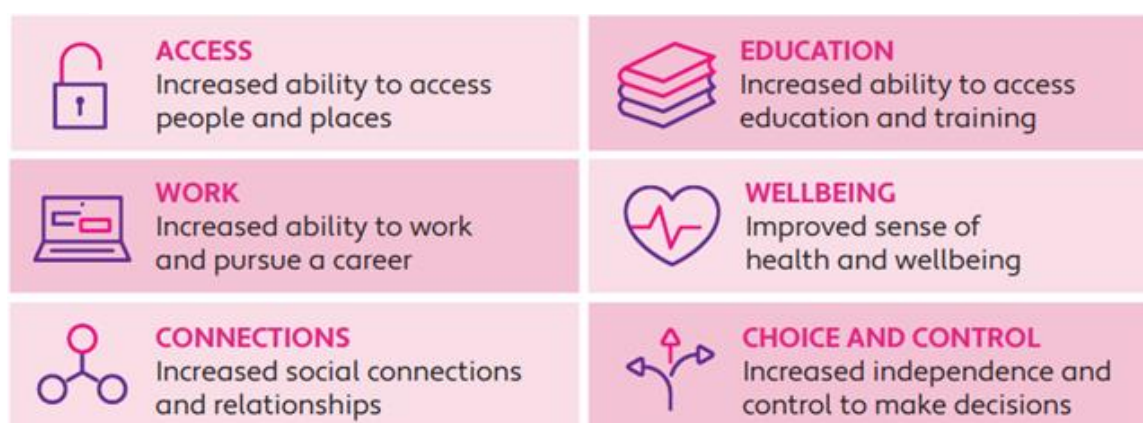 ACCESS
Increased ability to access
people and places
EDUCATION
Increased ability to access
education and training
WORK
Increased ability to work
and pursue a career
WELLBEING
Improved sense of
health and wellbeing
CONNECTIONS
Increased social connections
and relationships
CHOICE AND CONTROL
Increased independence and
control to make decisions